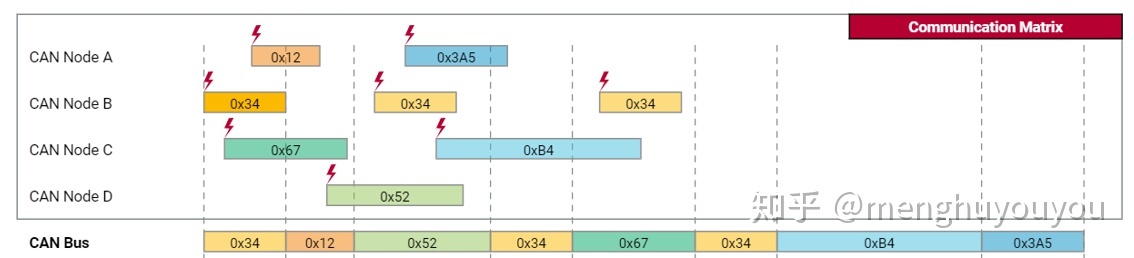 Communication Matrix
CAN Node A 0x12 0x3A5
CAN Node B 0x34 0x34 0x34
CAN Node C 0x67 0xB4
CAN Node D 0x52
知乎 @menghuyouyou
CAN Bus 0x34 0x12 0x52 0x34 0x67 0x34 0xB4 0x3A5